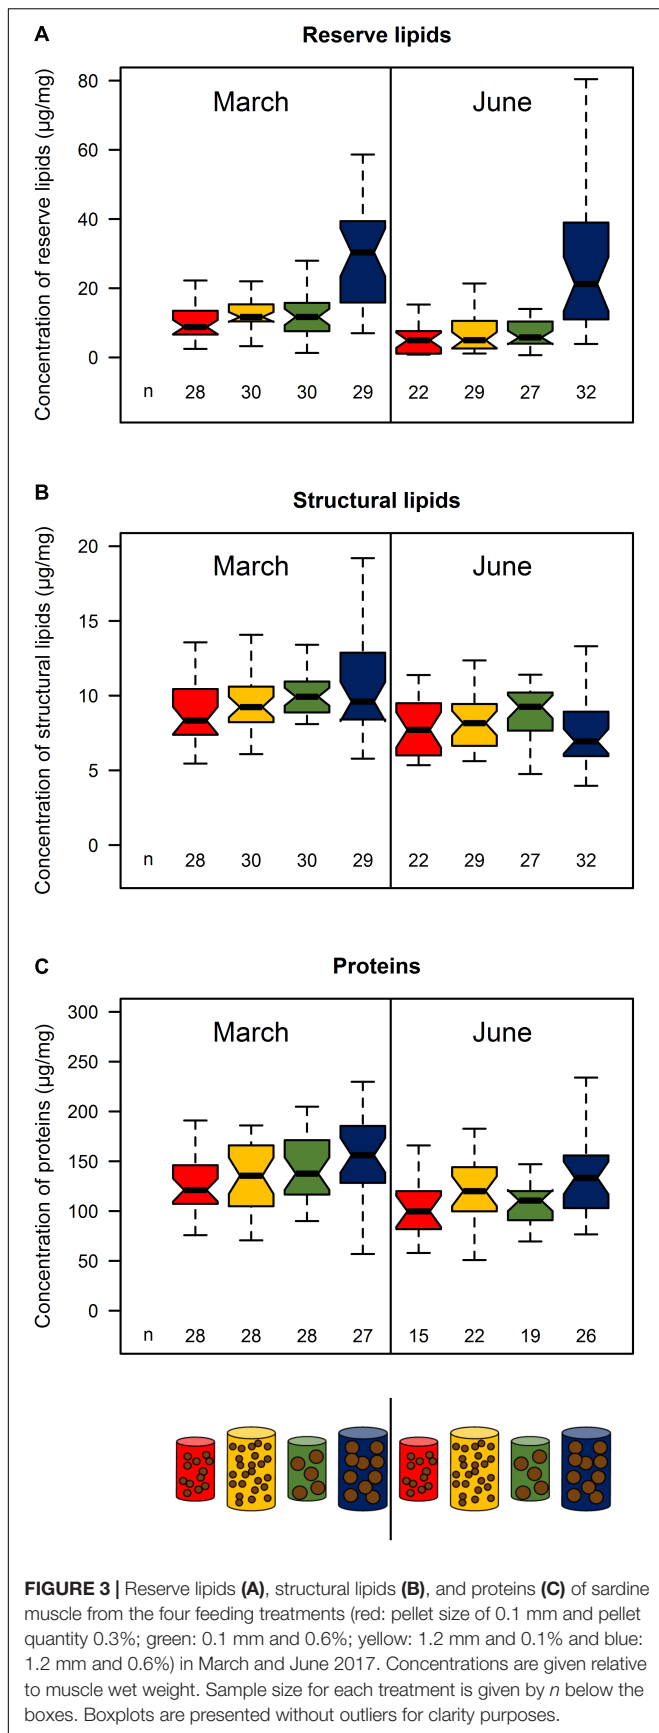 A Reserve lipids
March June
Concentration of reserve lipids (µg/mg)
80
60
40
20
0
n 28 30 30 29 22 29 27 32
B Structural lipids
March June
Concentration of structural lipids (µg/mg)
20
15
10
5
0
n 28 30 30 29 22 29 27 32
C Proteins
March June
Concentration of proteins (µg/mg)
300
250
200
150
100
50
0
n 28 28 28 27 15 22 19 26
FIGURE 3 | Reserve lipids (A), structural lipids (B), and proteins (C) of sardine
muscle from the four feeding treatments (red: pellet size of 0.1 mm and pellet
quantity 0.3%; green: 0.1 mm and 0.6%; yellow: 1.2 mm and 0.1% and blue:
1.2 mm and 0.6%) in March and June 2017. Concentrations are given relative
to muscle wet weight. Sample size for each treatment is given by n below the
boxes. Boxplots are presented without outliers for clarity purposes.